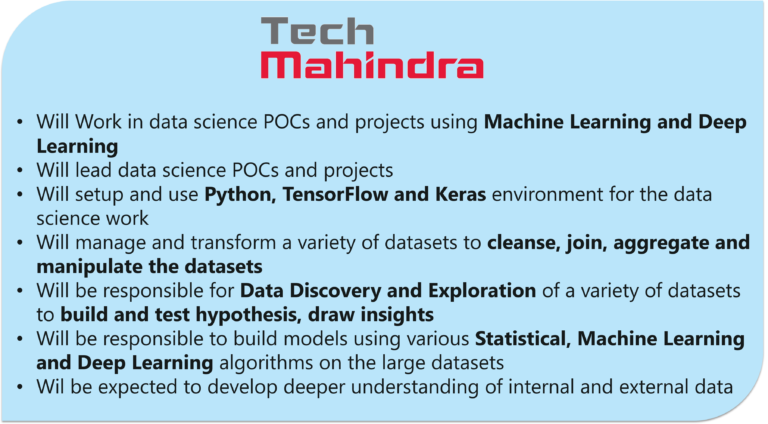 Tech
Mahindra
• Will Work in data science POCs and projects using Machine Learning and Deep
Learning
• Will lead data science POCs and projects
• Will setup and use Python, TensorFlow and Keras environment for the data
science work
• Will manage and transform a variety of datasets to cleanse, join, aggregate and
manipulate the datasets
• Will be responsible for Data Discovery and Exploration of a variety of datasets
to build and test hypothesis, draw insights
• Will be responsible to build models using various Statistical, Machine Learning
and Deep Learning algorithms on the large datasets
• Wil be expected to develop deeper understanding of internal and external data